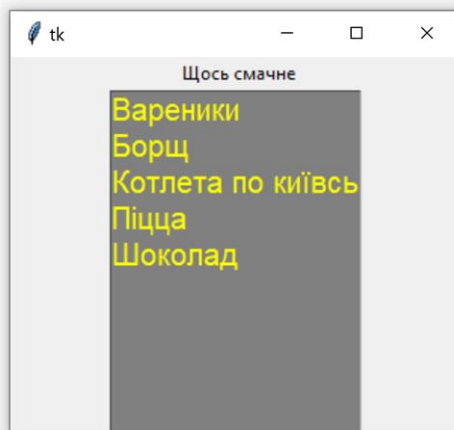 tk
Щось смачне
Вареники
Борщ
Котлета по київсь
Піцца
Шоколад